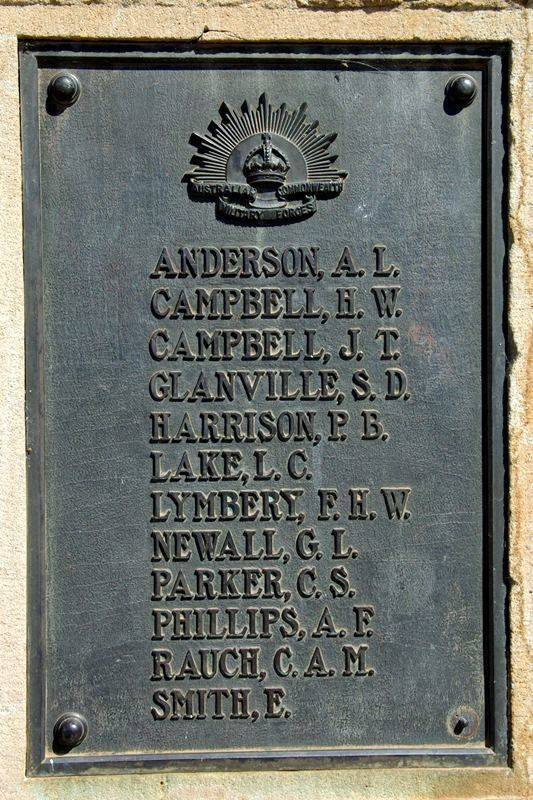 AUSTRALIAN COMMONWEALTH
MILITARY FORCES
ANDERSON, A. L.
CAMPBELL, H. W.
CAMPBELL, J. T.
GLANVILLE, S. D.
HARRISON, P. B.
LAKE, L. C.
LYMBERY, F. H. W.
NEWALL, G. L.
PARKER, C. S.
PHILLIPS, A. F.
RAUCH, C. A. M.
SMITH, E.